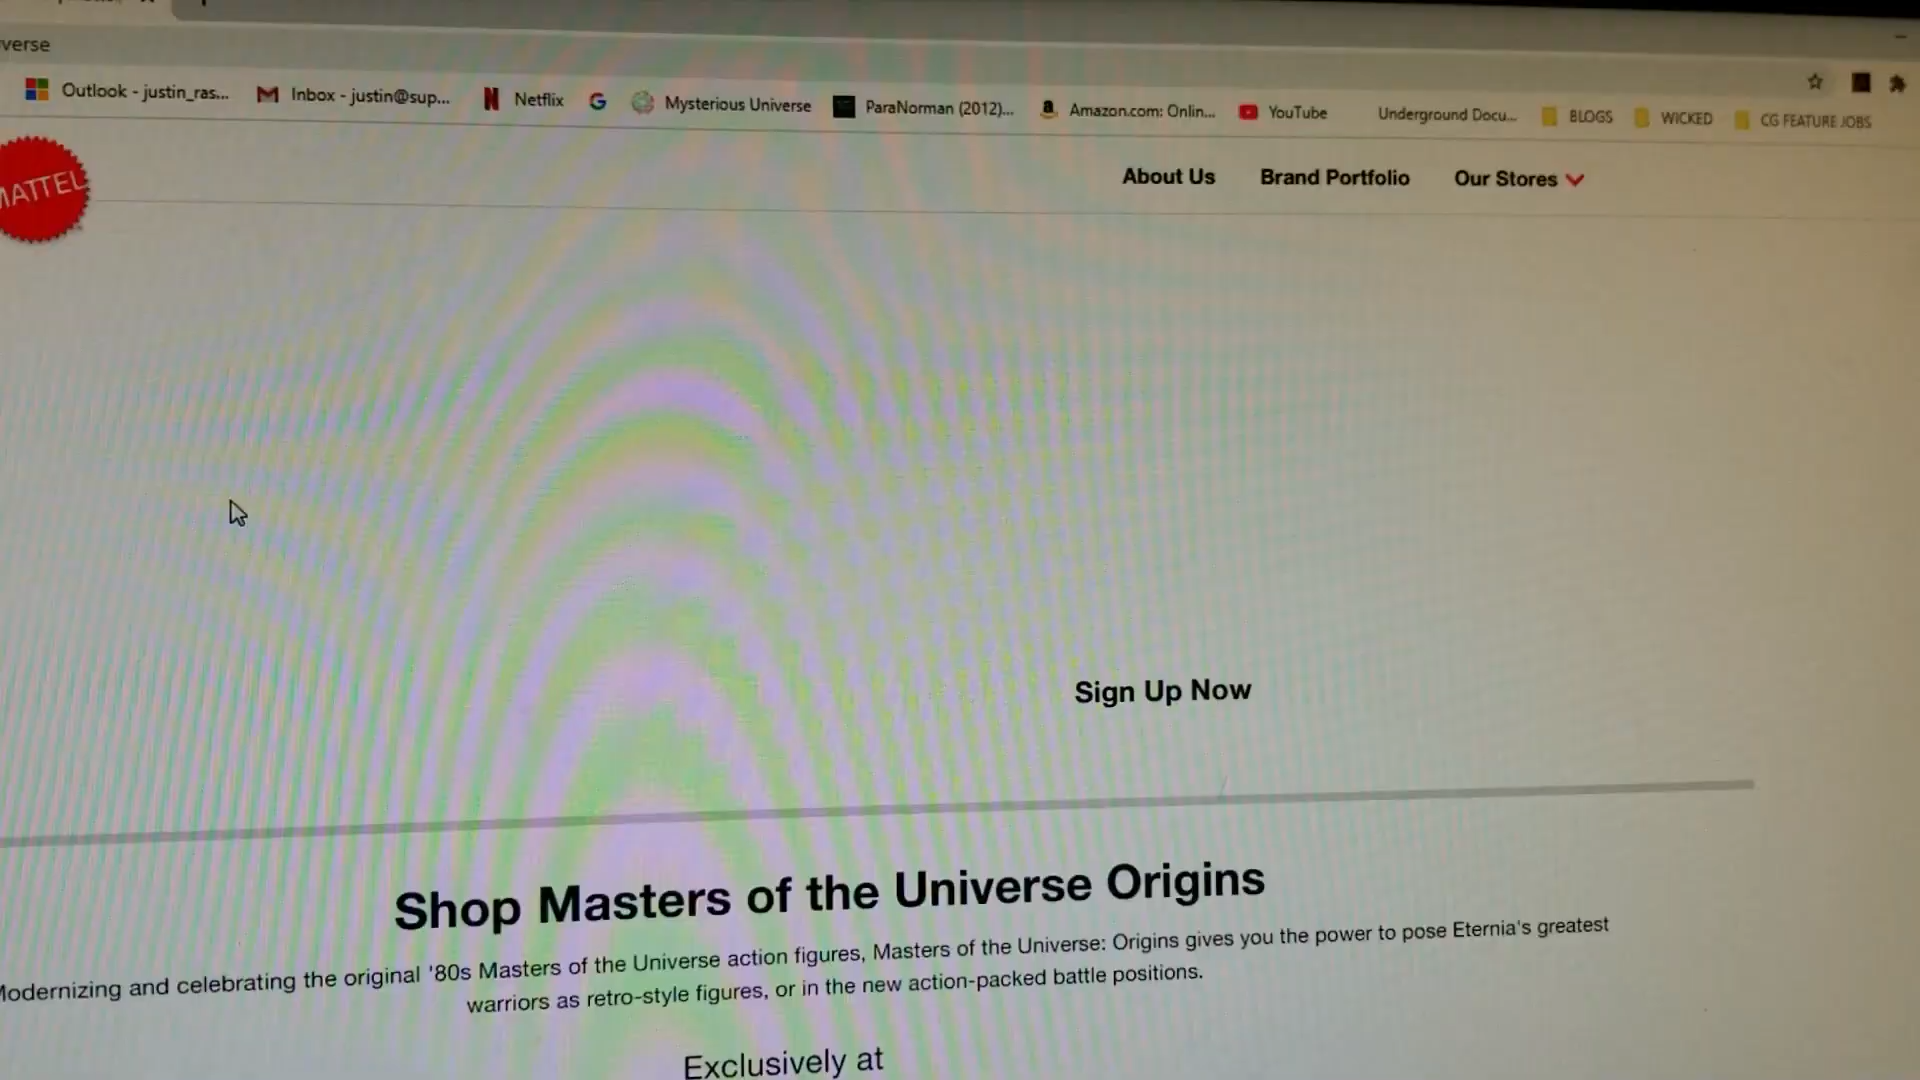 verse
Outlook - justin_ras... Inbox - justin@sup... Netflix Mysterious Universe ParaNorman (2012)... Amazon.com: Onlin... YouTube Underground Docu... BLOGS WICKED CG FEATURE JOBS
MATTEL
About Us Brand Portfolio Our Stores
Sign Up Now
Shop Masters of the Universe Origins
Modernizing and celebrating the original '80s Masters of the Universe action figures, Masters of the Universe: Origins gives you the power to pose Eternia's greatest
warriors as retro-style figures, or in the new action-packed battle positions.
Exclusively at